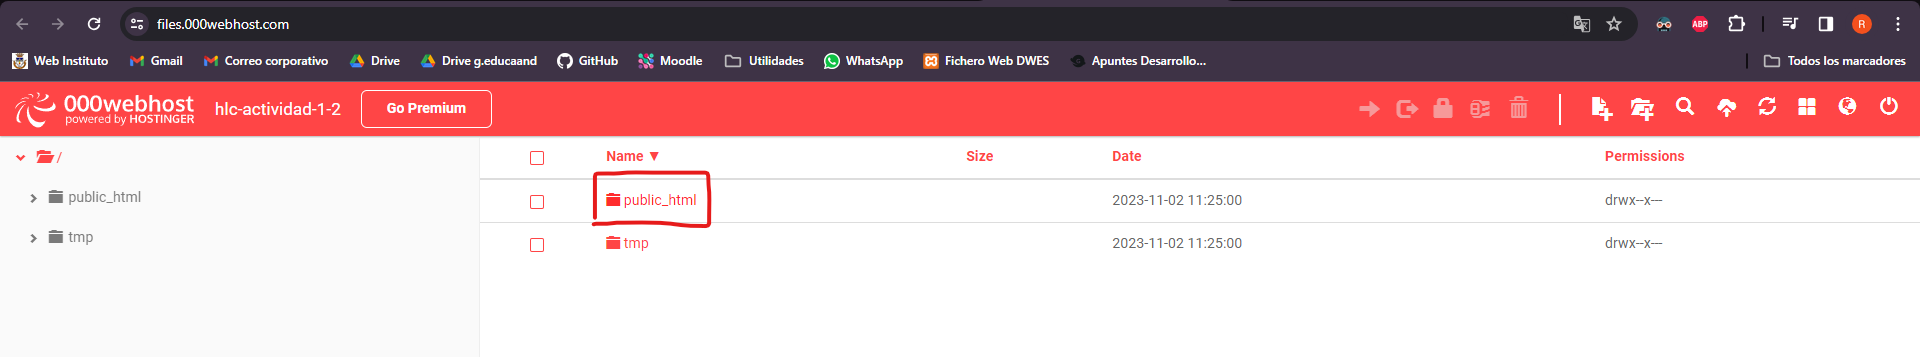 files.000webhost.com
ABP
R
Web Instituto Gmail Correo corporativo Drive Drive g.educaand GitHub Moodle Utilidades WhatsApp Fichero Web DWES Apuntes Desarrollo... Todos los marcadores
000webhost
powered by HOSTINGER
hlc-actividad-1-2
Go Premium
/
public_html
tmp
Name ▼ Size Date Permissions
public_html 2023-11-02 11:25:00 drwx--x---
tmp 2023-11-02 11:25:00 drwx--x---